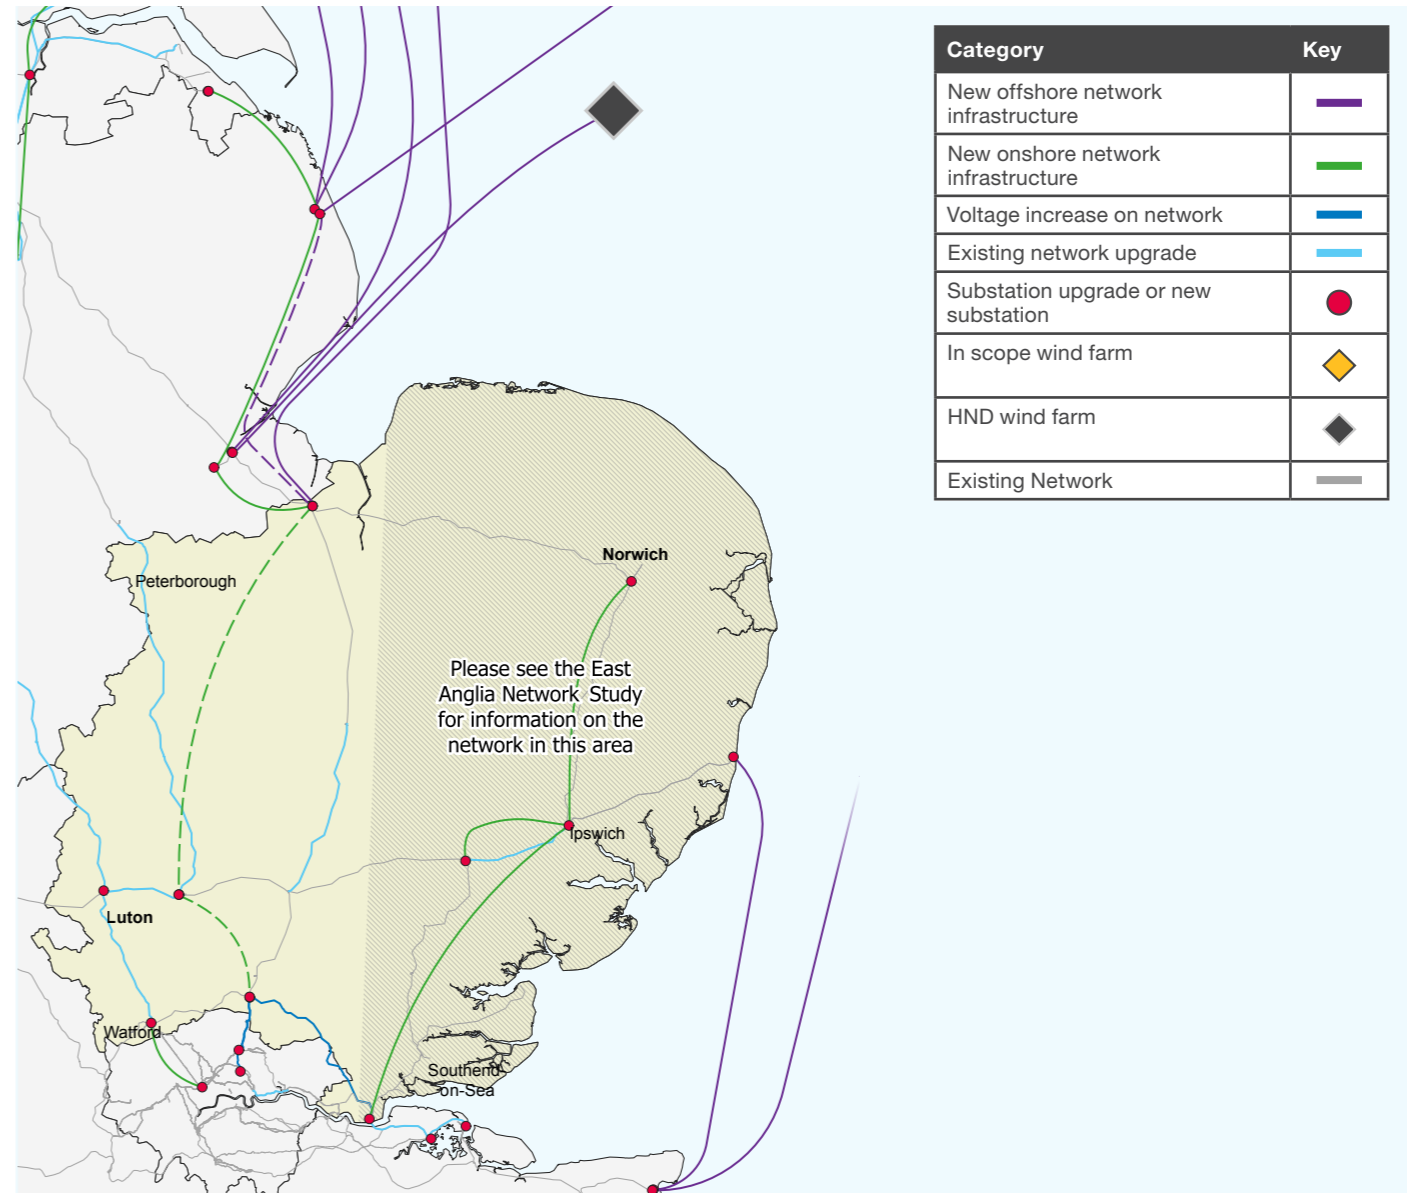 Category Key
New offshore network
infrastructure
New onshore network
infrastructure
Voltage increase on network
Existing network upgrade
Substation upgrade or new
substation
In scope wind farm
HND wind farm
Existing Network
Norwich
Peterborough
Please see the East
Anglia Network Study
for information on the
network in this area
Ipswich
Luton
Watford
Southend
-on-Sea